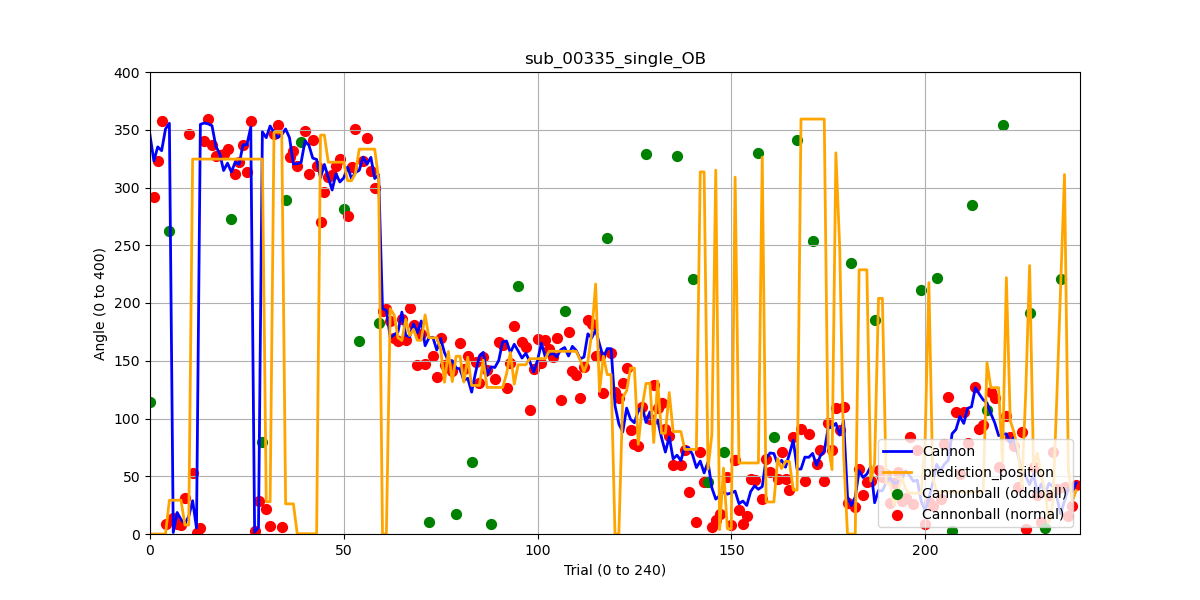 sub_00335_single_OB
400
350
300
250
200
150
100
50
0
Angle (0 to 400)
0 50 100 150 200
Trial (0 to 240)
Cannon
prediction_position
Cannonball (oddball)
Cannonball (normal)